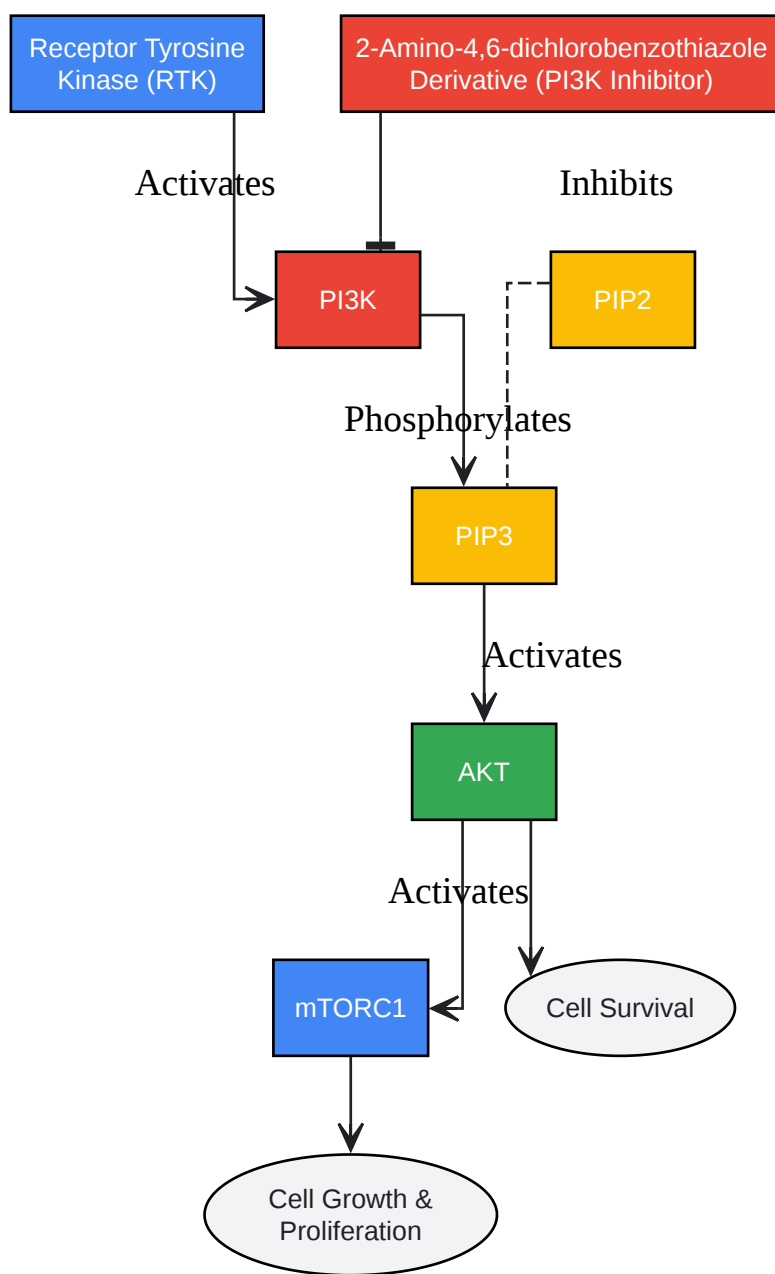 Receptor Tyrosine
Kinase (RTK)
2-Amino-4,6-dichlorobenzothiazole
Derivative (PI3K Inhibitor)
Activates
Inhibits
PI3K
PIP2
Phosphorylates
PIP3
Activates
AKT
Activates
mTORC1
Cell Survival
Cell Growth &
Proliferation